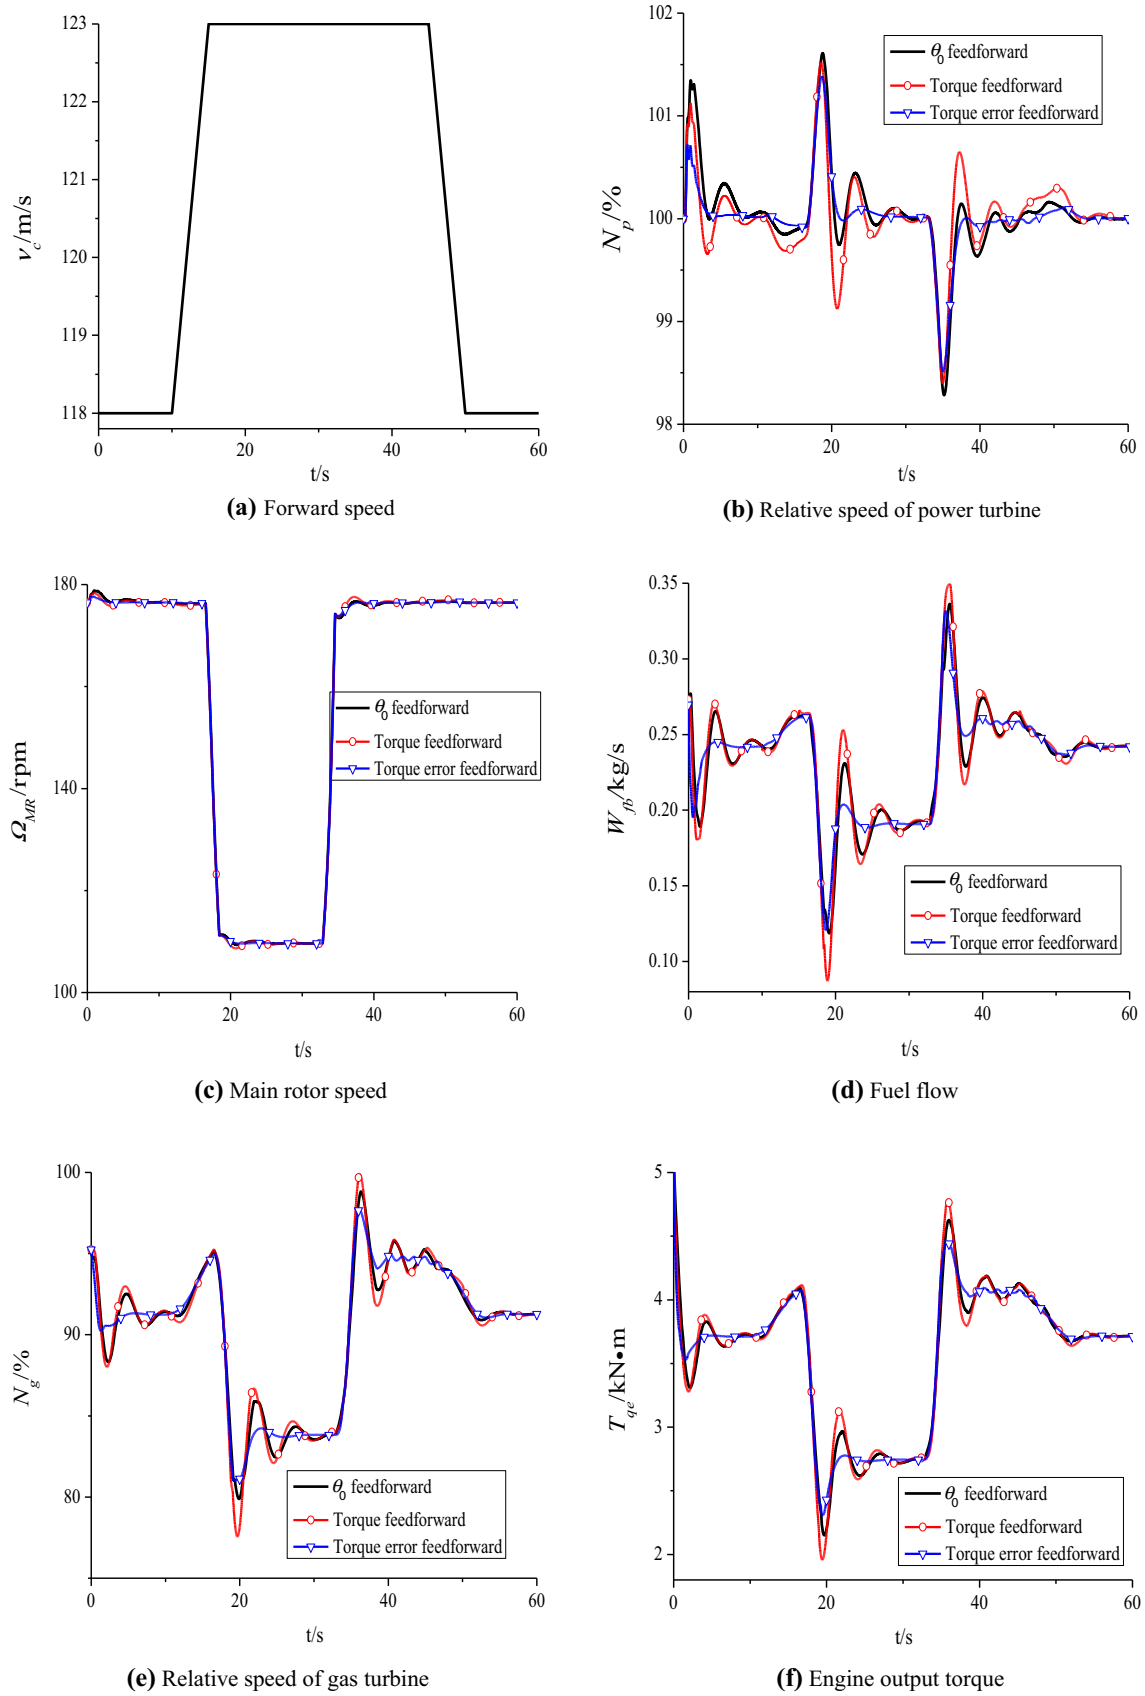 123
122
121
120
119
118
0
20
40
60
ν_c/m/s
t/s
(a) Forward speed
102
101
100
99
98
0
20
40
60
N_p/%
t/s
θ_0 feedforward
Torque feedforward
Torque error feedforward
(b) Relative speed of power turbine
180
140
100
0
20
40
60
Ω_MR/rpm
t/s
θ_0 feedforward
Torque feedforward
Torque error feedforward
(c) Main rotor speed
0.35
0.30
0.25
0.20
0.15
0.10
0
20
40
60
W_fb/kg/s
t/s
θ_0 feedforward
Torque feedforward
Torque error feedforward
(d) Fuel flow
100
90
80
0
20
40
60
N_g/%
t/s
θ_0 feedforward
Torque feedforward
Torque error feedforward
(e) Relative speed of gas turbine
5
4
3
2
0
20
40
60
T_qe/kN•m
t/s
θ_0 feedforward
Torque feedforward
Torque error feedforward
(f) Engine output torque